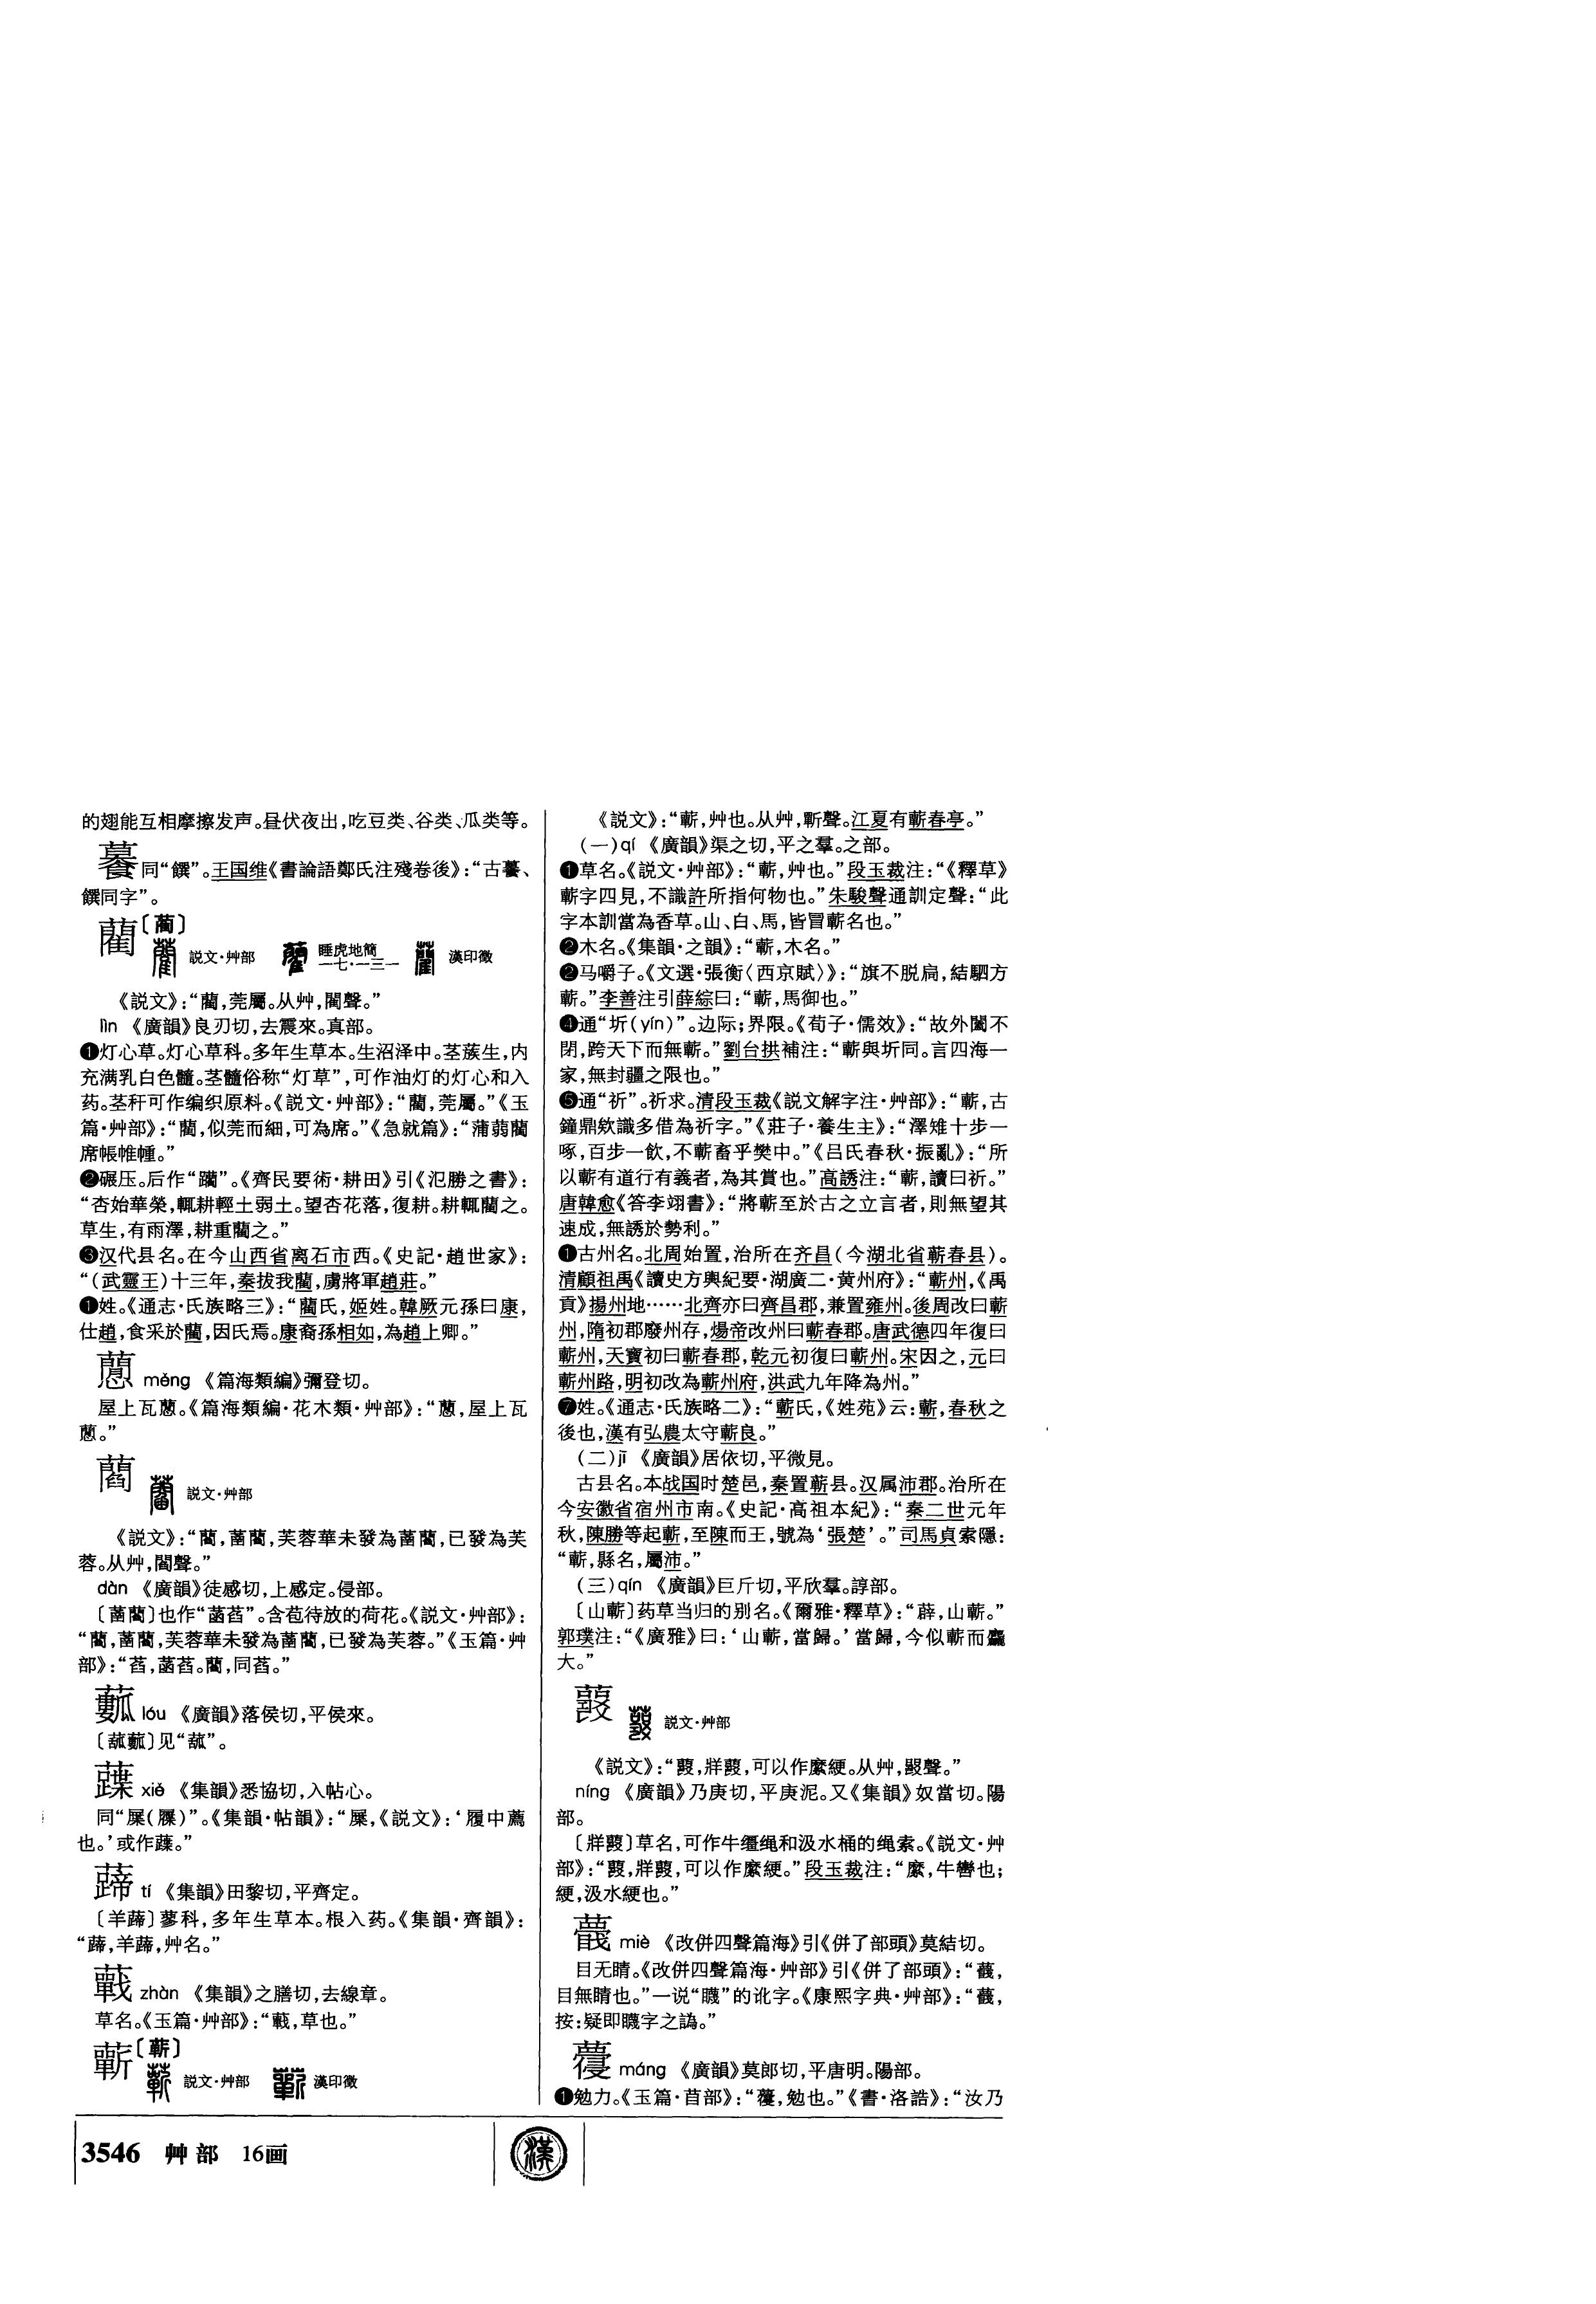 的翅能互相摩擦发声。昼伏夜出,吃豆类、谷类、瓜类等。
同“饌”。王国维《書論語鄭氏注殘卷後》:“古
饌同字”。
藺〔蔺〕
説文·艸部 睡虎地簡 一七·一三一 漢印徵
《説文》:“藺,莞屬。从艸,閵聲。”
lìn 《廣韻》良刃切,去震來。真部。
❶灯心草。灯心草科。多年生草本。生沼泽中。茎蔟生,内
充满乳白色髓。茎髓俗称“灯草”,可作油灯的灯心和入
药。茎秆可作编织原料。《説文·艸部》:“藺,莞屬。”《玉
篇·艸部》:“藺,似莞而細,可為席。”《急就篇》:“蒲蒻藺
席帳帷幢。”
❷碾压。后作“躪”。《齊民要術·耕田》引《氾勝之書》:
“杏始華榮,輒耕輕土弱土。望杏花落,復耕。耕輒藺之。
草生,有雨澤,耕重藺之。”
❸汉代县名。在今山西省离石市西。《史記·趙世家》:
“(武靈王)十三年,秦拔我藺,虜將軍趙莊。”
❶姓。《通志·氏族略三》:“藺氏,姬姓。韓厥元孫曰康,
仕趙,食采於藺,因氏焉。康裔孫相如,為趙上卿。”
měng 《篇海類編》彌登切。
屋上瓦 。《篇海類編·花木類·艸部》:“ ,屋上瓦
。”
藺
説文·艸部
《説文》:“ ,菡 ,芙蓉華未發為菡 ,已發為芙
蓉。从艸,閻聲。”
dàn 《廣韻》徒感切,上感定。侵部。
也作“菡萏”。含苞待放的荷花。《説文·艸部》:
芙蓉華未發為 ,已發為芙蓉。”《玉篇·艸
部》:“萏,菡萏。 ,同萏。”
lóu 《廣韻》落侯切,平侯來。
见“ ”。
xiě 《集韻》悉協切,入帖心。
同“屧( )”。《集韻·帖韻》:“屧,《説文》:‘履中薦
也。’或作 。”
tí 《集韻》田黎切,平齊定。
〔羊蹄〕蓼科,多年生草本。根入药。《集韻·齊韻》:
“ ,羊 ,艸名。”
zhàn 《集韻》之膳切,去線章。
草名。《玉篇·艸部》:“ ,草也。”
蘄〔蕲〕
説文·艸部 漢印徵
《説文》:“蘄,艸也。从艸,斳聲。江夏有蘄春亭。”
(一)qí 《廣韻》渠之切,平之羣。之部。
❶草名。《説文·艸部》:“蘄,艸也。”段玉裁注:“《釋草》
蘄字四見,不識許所指何物也。”朱駿聲通訓定聲:“此
字本訓當為香草。山、白、馬,皆冒蘄名也。”
❷木名。《集韻·之韻》:“蘄,木名。”
❷马嚼子。《文選·張衡〈西京賦〉》:“旗不脱扃,結駟方
蘄。”李善注引薛綜曰:“蘄,馬御也。”
❹通“圻(yín)”。边际;界限。《荀子·儒效》:“故外闔不
閉,跨天下而無蘄。”劉台拱補注:“蘄與圻同。言四海一
家,無封疆之限也。”
❺通“祈”。祈求。清段玉裁《説文解字注·艸部》:“蘄,古
鐘鼎欵識多借為祈字。”《莊子·養生主》:“澤雉十步一
啄,百步一飲,不蘄畜乎樊中。”《吕氏春秋·振亂》:“所
以蘄有道行有義者,為其賞也。”高誘注:“蘄,讀曰祈。”
唐韓愈《答李翊書》:“將蘄至於古之立言者,則無望其
速成,無誘於勢利。”
❶古州名。北周始置,治所在齐昌(今湖北省蕲春县)。
清顧祖禹《讀史方輿紀要·湖廣二·黄州府》:“蘄州,《禹
貢》揚州地……北齊亦曰齊昌郡,兼置雍州。後周改曰蘄
州,隋初郡廢州存,煬帝改州曰蘄春郡。唐武德四年復曰
蘄州,天寶初曰蘄春郡,乾元初復曰蘄州。宋因之,元曰
蘄州路,明初改為蘄州府,洪武九年降為州。”
❼姓。《通志·氏族略二》:“蘄氏,《姓苑》云:蘄,春秋之
後也,漢有弘農太守蘄良。”
(二)jī 《廣韻》居依切,平微見。
古县名。本战国时楚邑,秦置蕲县。汉属沛郡。治所在
今安徽省宿州市南。《史記·高祖本紀》:“秦二世元年
秋,陳勝等起蘄,至陳而王,號為‘張楚’。”司馬貞索隱:
“蘄,縣名,屬沛。”
(三)qín 《廣韻》巨斤切,平欣羣。諄部。
〔山蘄〕药草当归的别名。《爾雅·釋草》:“薜,山蘄。”
郭璞注:“《廣雅》曰:‘山蘄,當歸。’當歸,今似蘄而麤
大。”
説文·艸部
《説文》:“ ,牂 ,可以作縻綆。从艸,㲎聲。”
níng 《廣韻》乃庚切,平庚泥。又《集韻》奴當切。陽
部。
草名,可作牛缰绳和汲水桶的绳索。《説文·艸
部》:“ ,牂 ,可以作縻綆。”段玉裁注:“縻,牛轡也;
綆,汲水綆也。”
miè 《改併四聲篇海》引《併了部頭》莫結切。
目无睛。《改併四聲篇海·艸部》引《併了部頭》:“ ,
目無睛也。”一说“ ”的讹字。《康熙字典·艸部》:“ ,
按:疑即 字之譌。”
máng 《廣韻》莫郎切,平唐明。陽部。
❶勉力。《玉篇·苜部》:“ ,勉也。”《書·洛誥》:“汝乃
3546 艸部 16画
漢